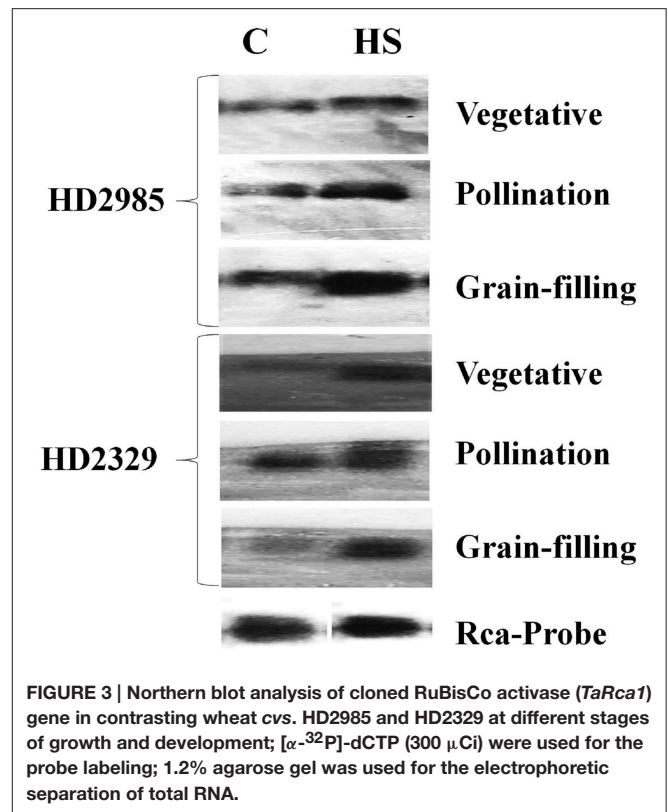 C HS
HD2985
Vegetative
Pollination
Grain-filling
HD2329
Vegetative
Pollination
Grain-filling
Rca-Probe
FIGURE 3 | Northern blot analysis of cloned RuBisCo activase (TaRca1)
gene in contrasting wheat cvs. HD2985 and HD2329 at different stages
of growth and development; [α-³²P]-dCTP (300 μCi) were used for the
probe labeling; 1.2% agarose gel was used for the electrophoretic
separation of total RNA.